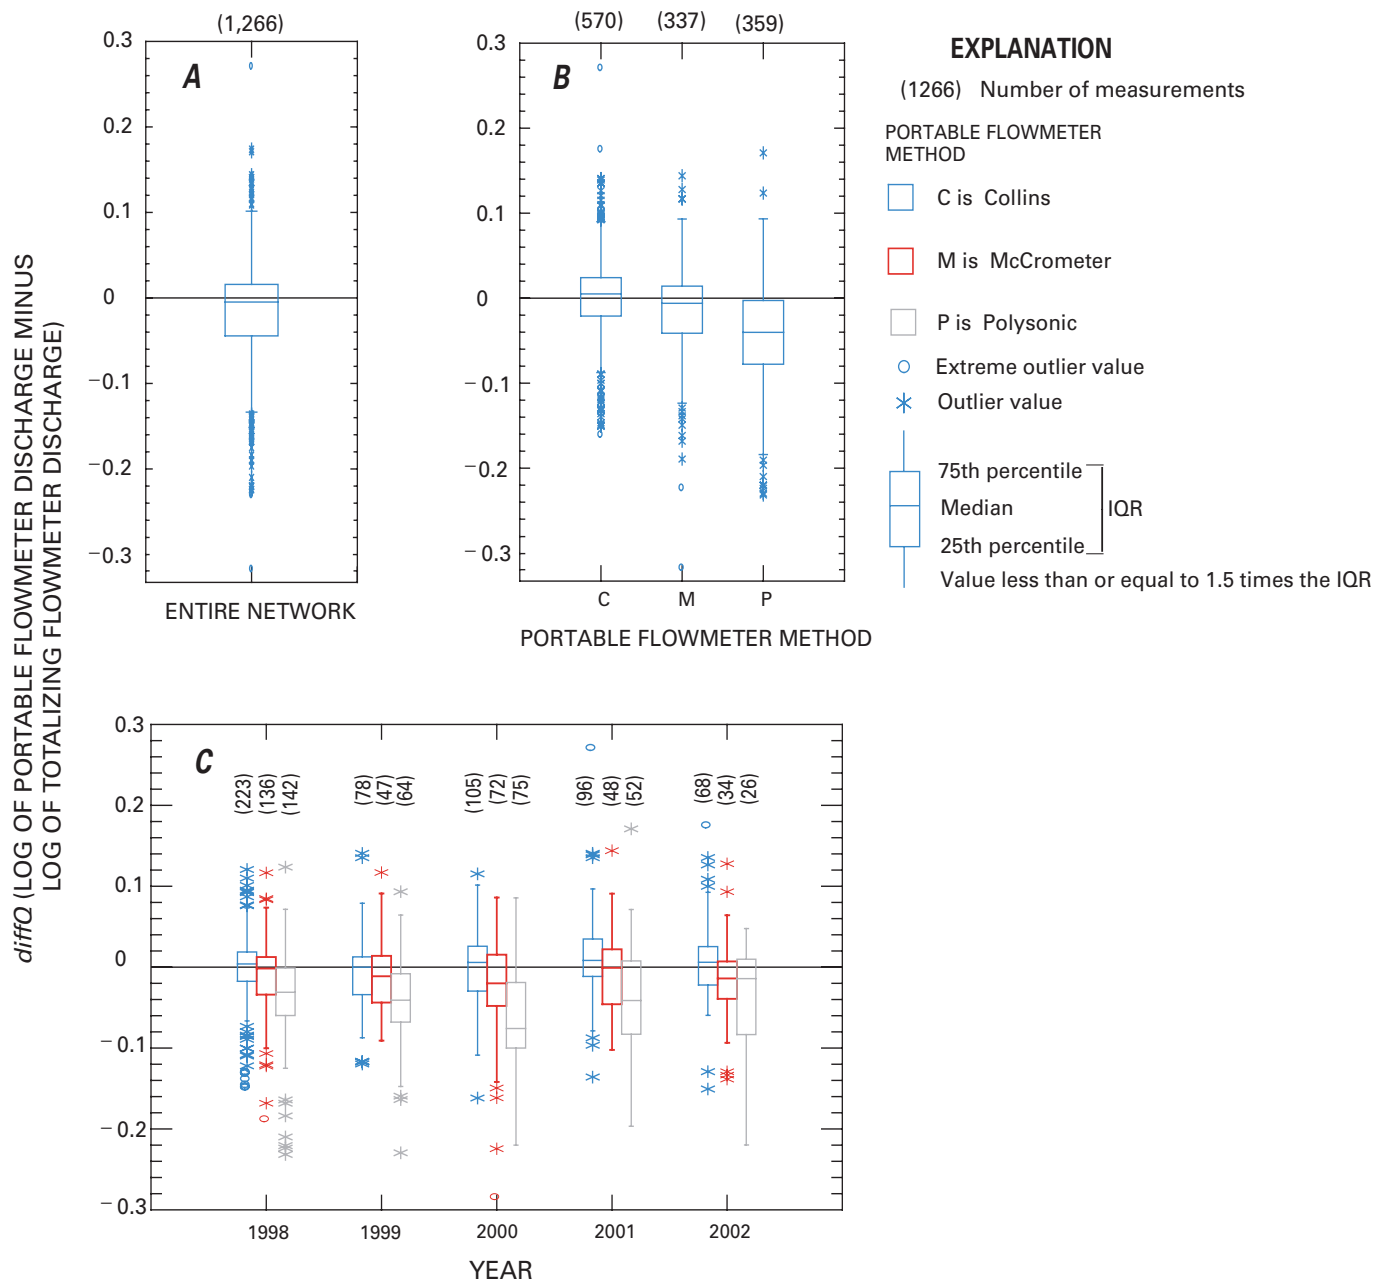 diffQ (LOG OF PORTABLE FLOWMETER DISCHARGE MINUS
LOG OF TOTALIZING FLOWMETER DISCHARGE)
(1,266)
A
0.3
0.2
0.1
0
−0.1
−0.2
−0.3
ENTIRE NETWORK
(570) (337) (359)
B
0.3
0.2
0.1
0
−0.1
−0.2
−0.3
C M P
PORTABLE FLOWMETER METHOD
EXPLANATION
(1266) Number of measurements
PORTABLE FLOWMETER
METHOD
C is Collins
M is McCrometer
P is Polysonic
Extreme outlier value
Outlier value
75th percentile
Median
IQR
25th percentile
Value less than or equal to 1.5 times the IQR
C
0.3
0.2
0.1
0
−0.1
−0.2
−0.3
(223) (136) (142) (78) (47) (64) (105) (72) (75) (96) (48) (52) (68) (34) (26)
1998 1999 2000 2001 2002
YEAR